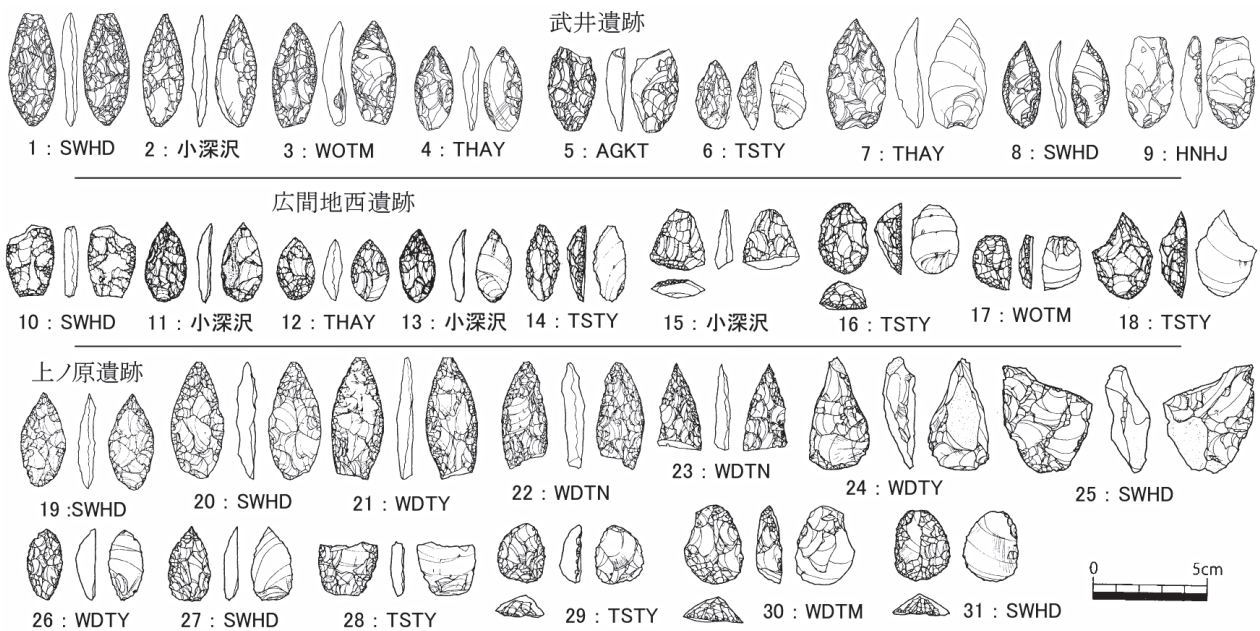 武井遺跡
1 : SWHD 2 : 小深沢 3 : WOTM 4 : THAY 5 : AGKT 6 : TSTY 7 : THAY 8 : SWHD 9 : HNHJ
広間地西遺跡
10 : SWHD 11 : 小深沢 12 : THAY 13 : 小深沢 14 : TSTY 15 : 小深沢 16 : TSTY 17 : WOTM 18 : TSTY
上ノ原遺跡
19 :SWHD 20 : SWHD 21 : WDTY 22 : WDTN 23 : WDTN 24 : WDTY 25 : SWHD
0 5cm
26 : WDTY 27 : SWHD 28 : TSTY 29 : TSTY 30 : WDTM 31 : SWHD